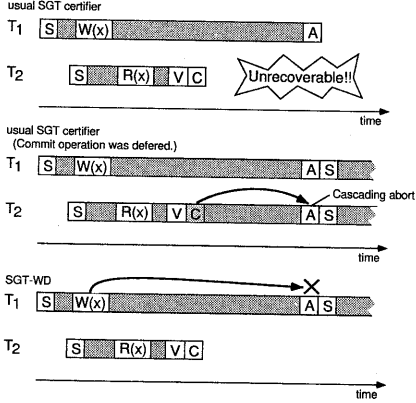 usual SGT certifier
T1 S W(x) A
T2 S R(x) V C Unrecoverable!!
time
usual SGT certifier
(Commit operation was defered.)
T1 S W(x) A S
Cascading abort
T2 S R(x) V C A S
time
SGT-WD
T1 S W(x) A S
T2 S R(x) V C
time